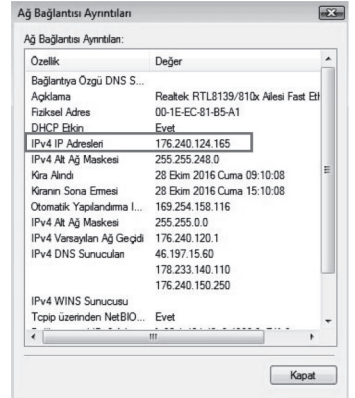 Ağ Bağlantısı Ayrıntıları
Ağ Bağlantısı Ayrıntıları:
Özellik Değer
Bağlantıya Özgü DNS S...
Açıklama Realtek RTL8139/810x Ailesi Fast Eth
Fiziksel Adres 00-1E-EC-81-B5-A1
DHCP Etkin Evet
IPv4 IP Adresleri 176.240.124.165
IPv4 Alt Ağ Maskesi 255.255.248.0
Kira Alındı 28 Ekim 2016 Cuma 09:10:08
Kiranın Sona Ermesi 28 Ekim 2016 Cuma 15:10:08
Otomatik Yapılandırma I... 169.254.158.116
IPv4 Alt Ağ Maskesi 255.255.0.0
IPv4 Varsayılan Ağ Geçidi 176.240.120.1
IPv4 DNS Sunucuları 46.197.15.60
178.233.140.110
176.240.150.250
IPv4 WINS Sunucusu
Tcpip üzerinden NetBIO... Evet
Kapat